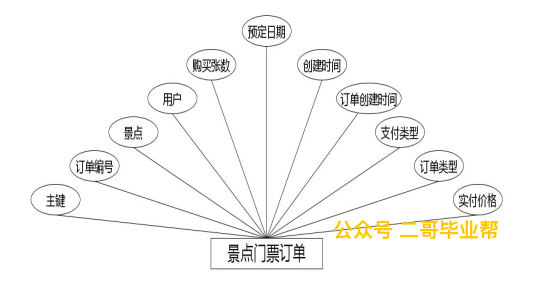 预定日期
购买张数
创建时间
用户
订单创建时间
景点
支付类型
订单编号
订单类型
主键
实付价格
公众号 二哥毕业帮
景点门票订单